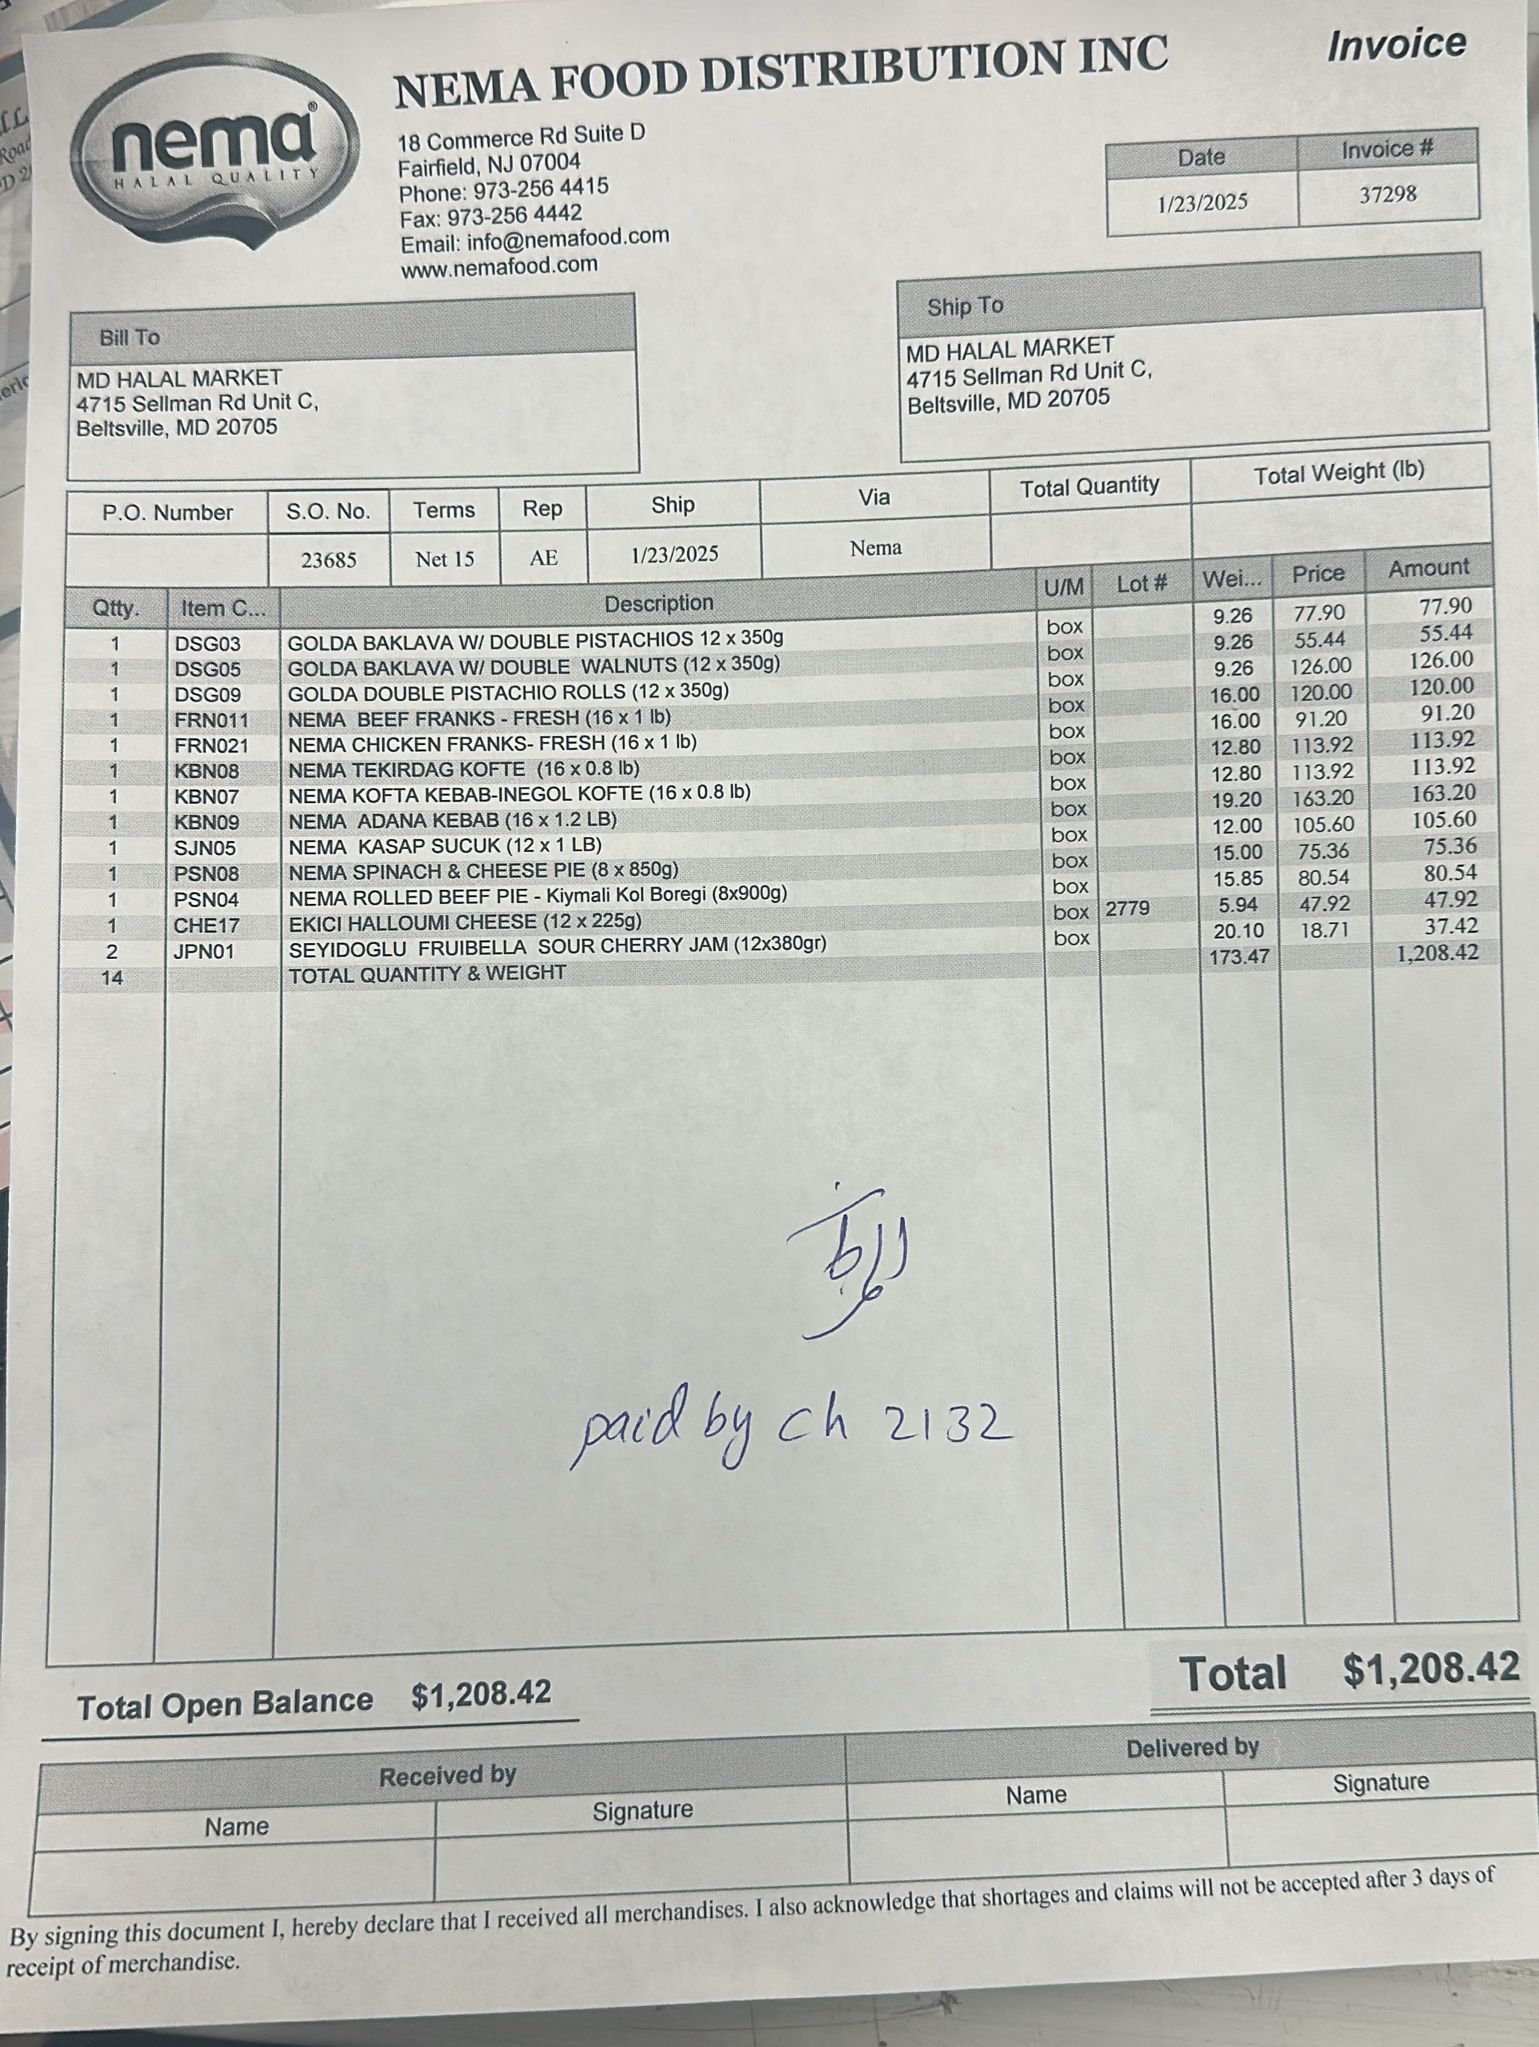 Invoice
nema®
HALAL QUALITY
NEMA FOOD DISTRIBUTION INC
18 Commerce Rd Suite D
Fairfield, NJ 07004
Phone: 973-256 4415
Fax: 973-256 4442
Email: info@nemafood.com
www.nemafood.com
Date Invoice #
1/23/2025 37298
Bill To
MD HALAL MARKET
4715 Sellman Rd Unit C,
Beltsville, MD 20705
Ship To
MD HALAL MARKET
4715 Sellman Rd Unit C,
Beltsville, MD 20705
P.O. Number S.O. No. Terms Rep Ship Via Total Quantity Total Weight (lb)
23685 Net 15 AE 1/23/2025 Nema
Qtty. Item C... Description U/M Lot # Wei... Price Amount
1 DSG03 GOLDA BAKLAVA W/ DOUBLE PISTACHIOS 12 x 350g box 9.26 77.90 77.90
1 DSG05 GOLDA BAKLAVA W/ DOUBLE WALNUTS (12 x 350g) box 9.26 55.44 55.44
1 DSG09 GOLDA DOUBLE PISTACHIO ROLLS (12 x 350g) box 9.26 126.00 126.00
1 FRN011 NEMA BEEF FRANKS - FRESH (16 x 1 lb) box 16.00 120.00 120.00
1 FRN021 NEMA CHICKEN FRANKS- FRESH (16 x 1 lb) box 16.00 91.20 91.20
1 KBN08 NEMA TEKIRDAG KOFTE (16 x 0.8 lb) box 12.80 113.92 113.92
1 KBN07 NEMA KOFTA KEBAB-INEGOL KOFTE (16 x 0.8 lb) box 12.80 113.92 113.92
1 KBN09 NEMA ADANA KEBAB (16 x 1.2 LB) box 19.20 163.20 163.20
1 SJN05 NEMA KASAP SUCUK (12 x 1 LB) box 12.00 105.60 105.60
1 PSN08 NEMA SPINACH & CHEESE PIE (8 x 850g) box 15.00 75.36 75.36
1 PSN04 NEMA ROLLED BEEF PIE - Kiymali Kol Boregi (8x900g) box 15.85 80.54 80.54
1 CHE17 EKICI HALLOUMI CHEESE (12 x 225g) box 2779 5.94 47.92 47.92
2 JPN01 SEYIDOGLU FRUIBELLA SOUR CHERRY JAM (12x380gr) box 20.10 18.71 37.42
14 TOTAL QUANTITY & WEIGHT 173.47 1,208.42
paid by ch 2132
Total Open Balance $1,208.42
Total $1,208.42
Received by Delivered by
Name Signature Name Signature
By signing this document I, hereby declare that I received all merchandises. I also acknowledge that shortages and claims will not be accepted after 3 days of
receipt of merchandise.